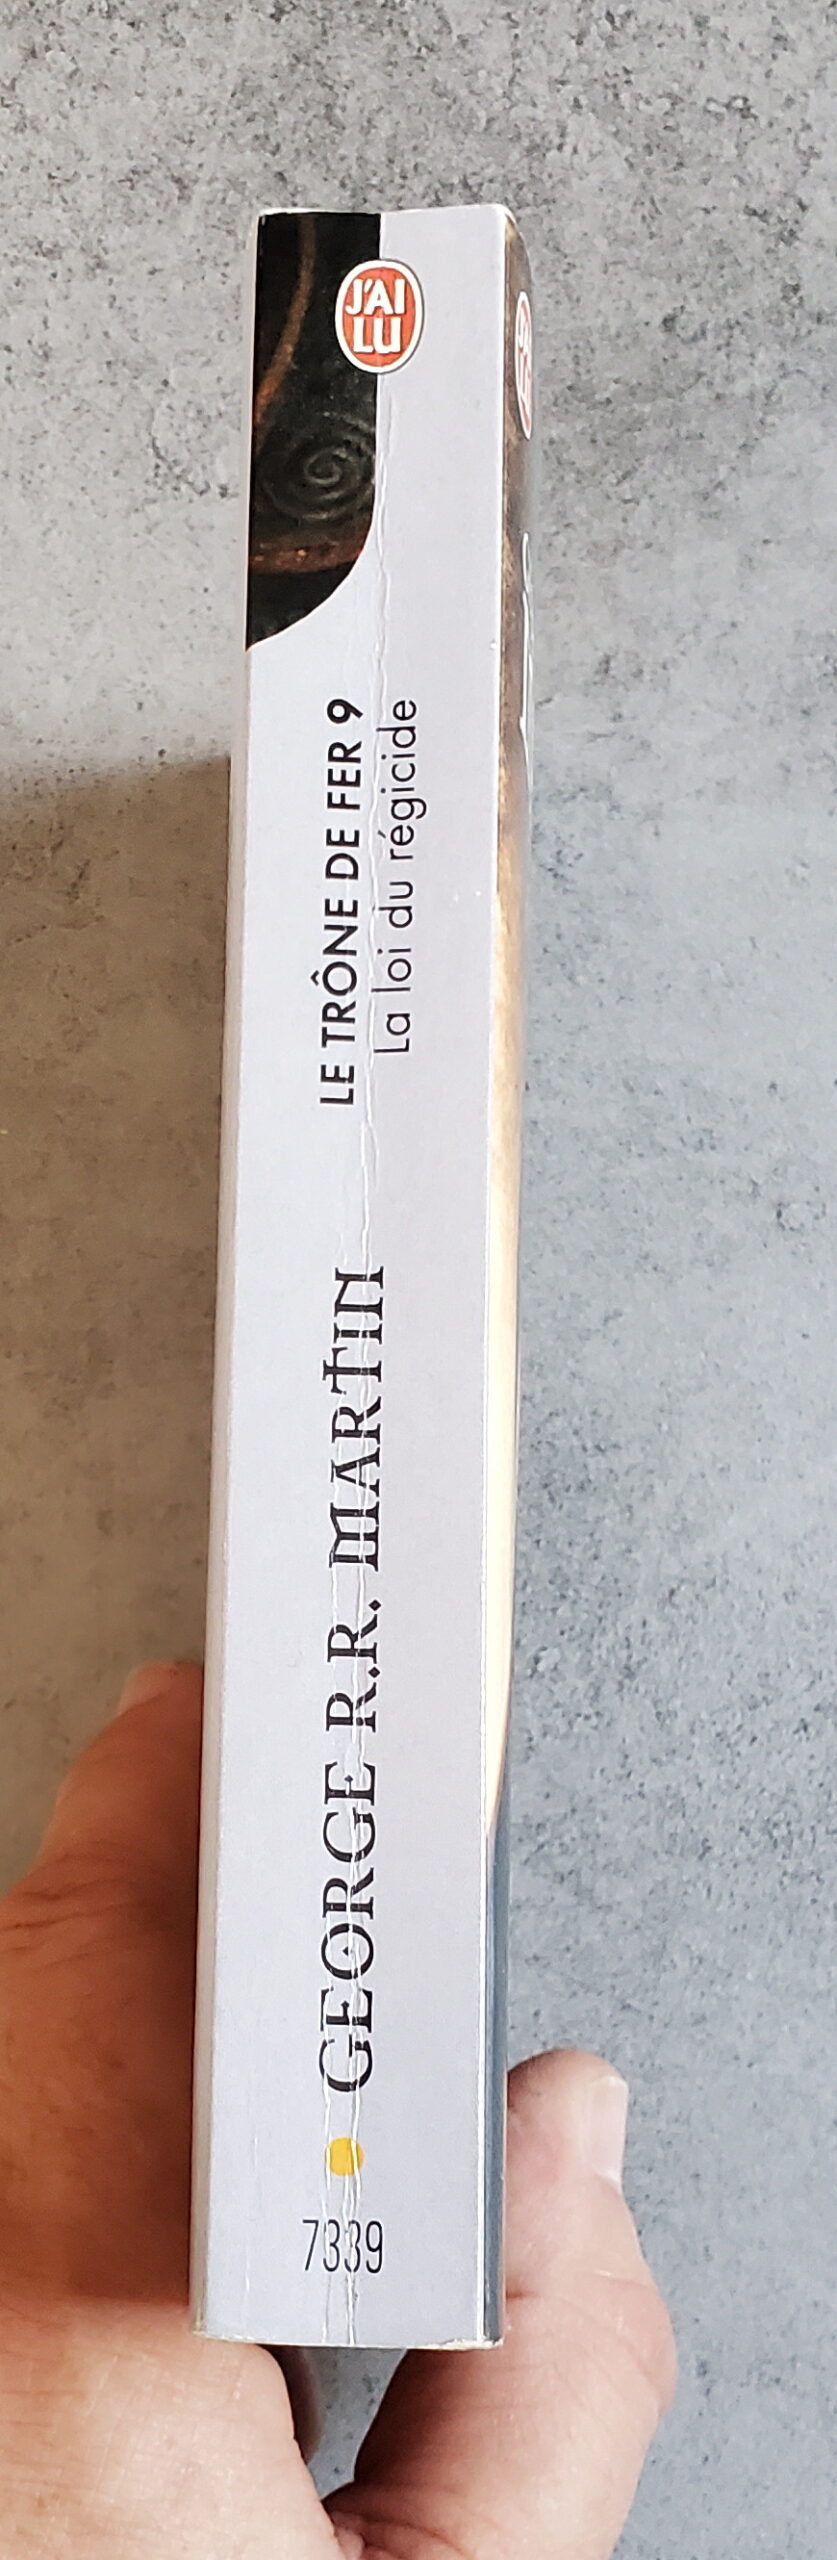 J'AI
LU
LE TRÔNE DE FER 9
La loi du régicide
GEORGE R.R. MARTIN
7339